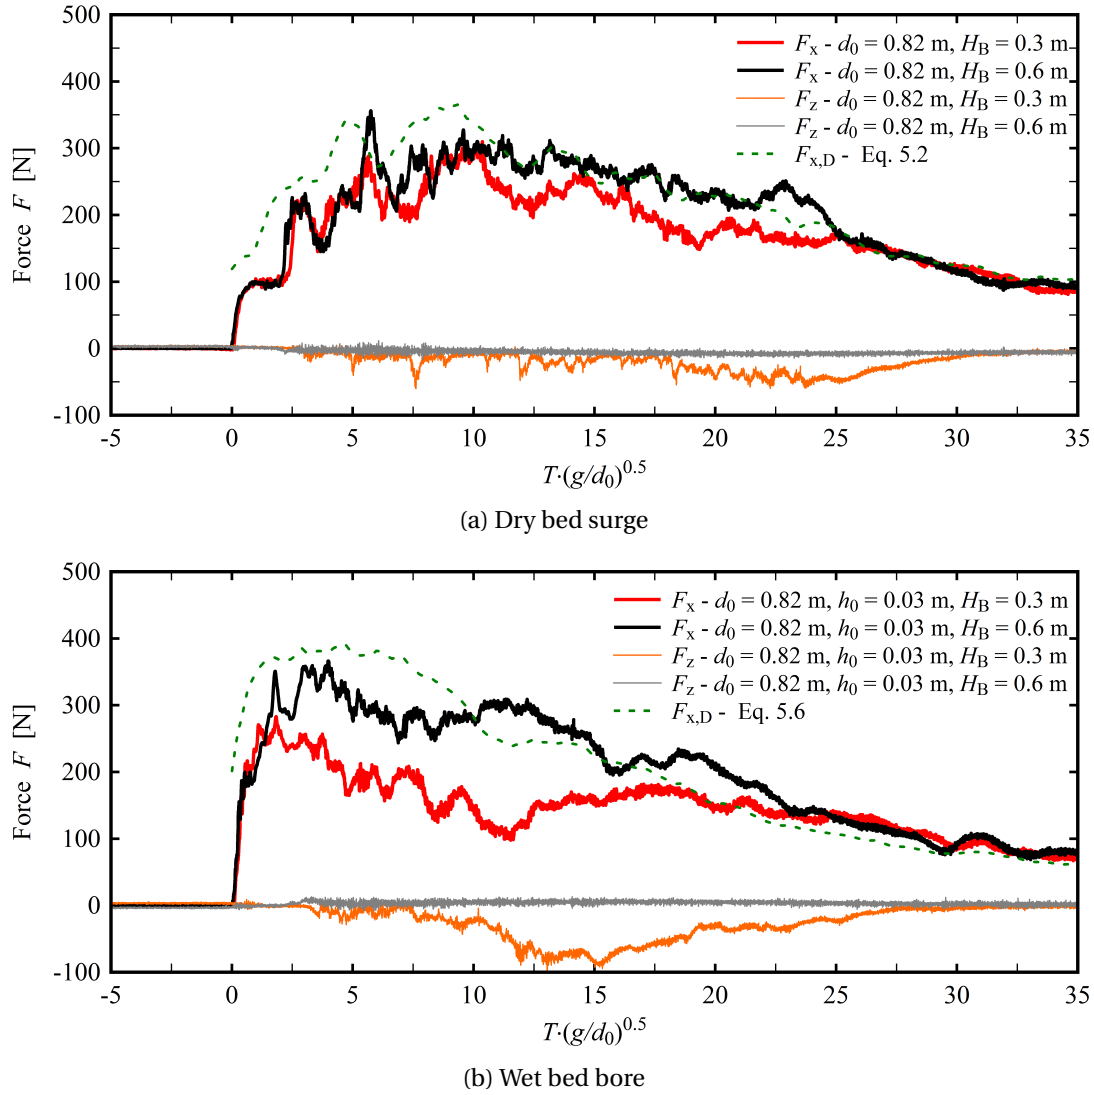 500
400
300
200
100
0
-100
Force F [N]
Fx - d0 = 0.82 m, HB = 0.3 m
Fx - d0 = 0.82 m, HB = 0.6 m
Fz - d0 = 0.82 m, HB = 0.3 m
Fz - d0 = 0.82 m, HB = 0.6 m
Fx,D - Eq. 5.2
-5 0 5 10 15 20 25 30 35
T·(g/d0)^0.5
(a) Dry bed surge
500
400
300
200
100
0
-100
Force F [N]
Fx - d0 = 0.82 m, h0 = 0.03 m, HB = 0.3 m
Fx - d0 = 0.82 m, h0 = 0.03 m, HB = 0.6 m
Fz - d0 = 0.82 m, h0 = 0.03 m, HB = 0.3 m
Fz - d0 = 0.82 m, h0 = 0.03 m, HB = 0.6 m
Fx,D - Eq. 5.6
-5 0 5 10 15 20 25 30 35
T·(g/d0)^0.5
(b) Wet bed bore